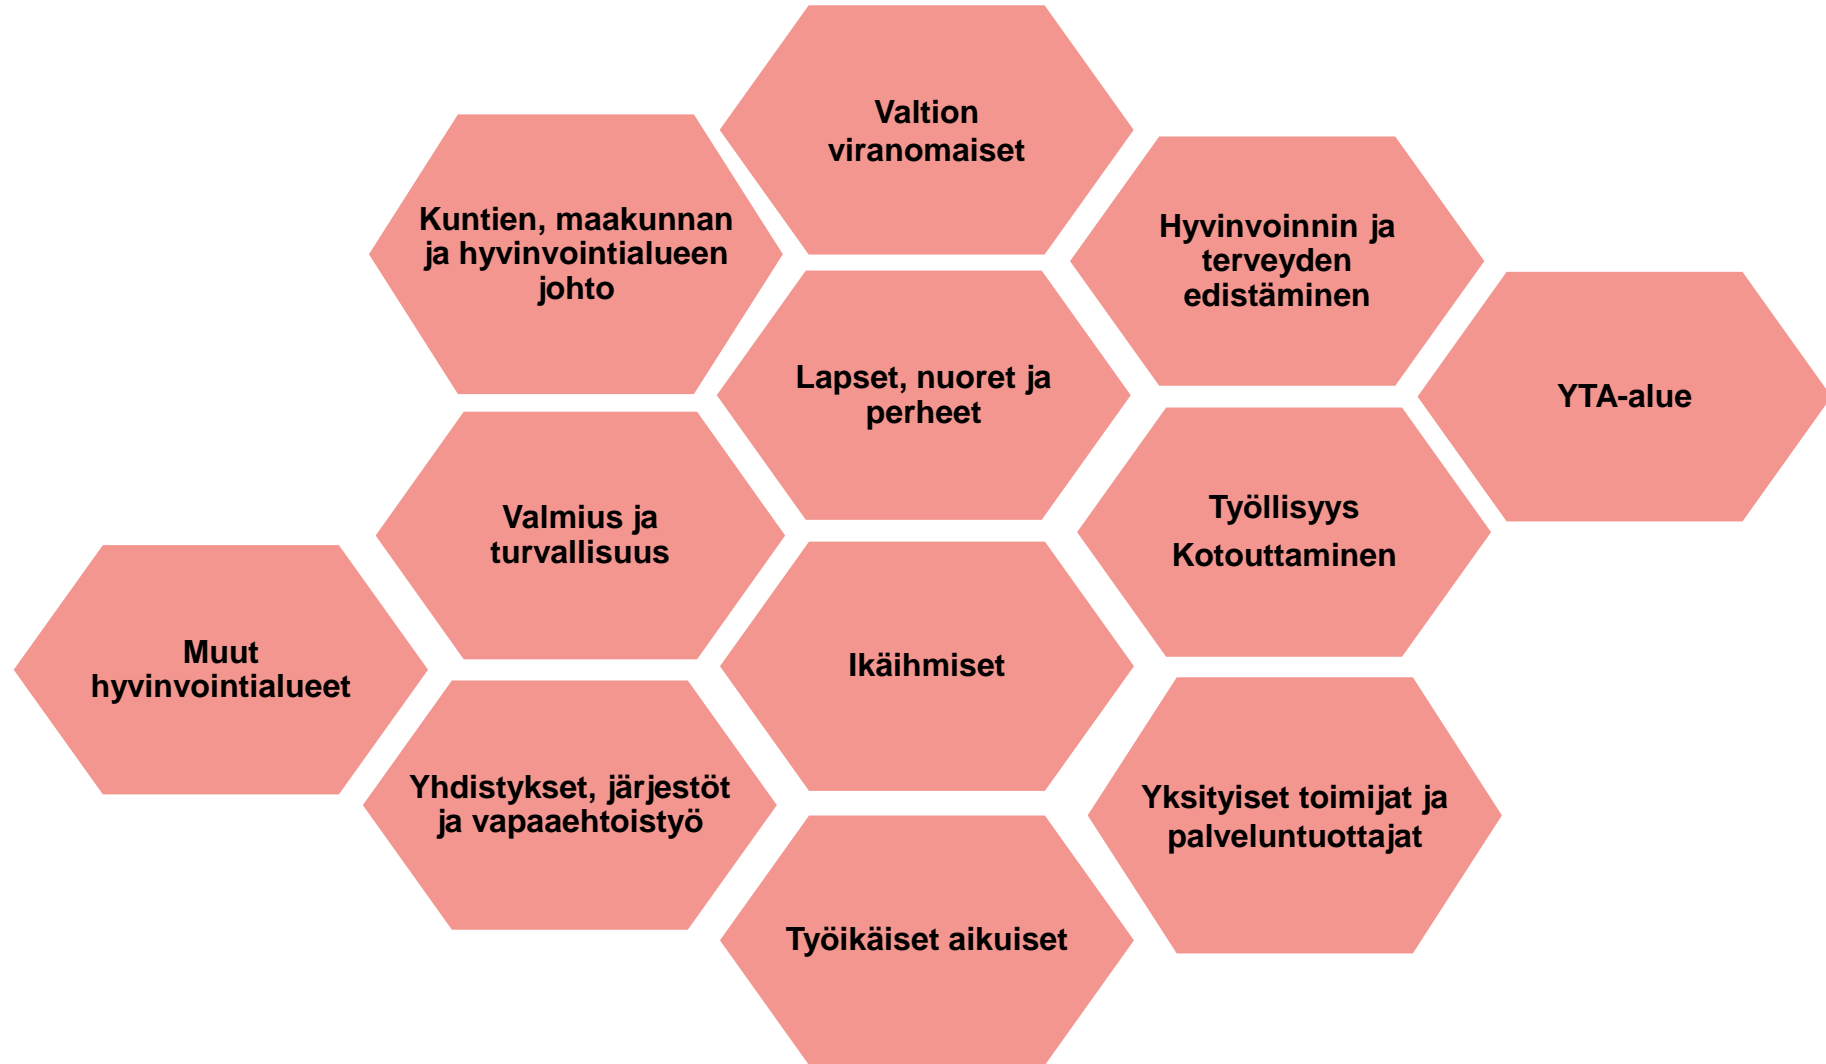 Valtion
viranomaiset
Kuntien, maakunnan
ja hyvinvointialueen
johto
Hyvinvoinnin ja
terveyden
edistäminen
Lapset, nuoret ja
perheet
YTA-alue
Valmius ja
turvallisuus
Työllisyys
Kotouttaminen
Muut
hyvinvointialueet
Ikäihmiset
Yhdistykset, järjestöt
ja vapaaehtoistyö
Yksityiset toimijat ja
palveluntuottajat
Työikäiset aikuiset